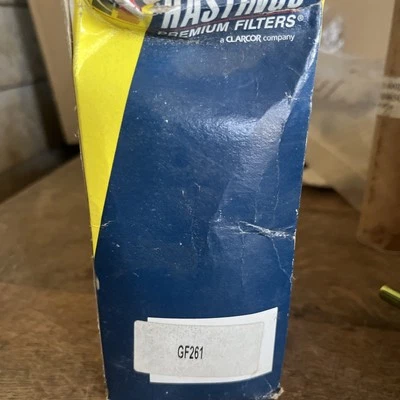 HASTINGS
PREMIUM FILTERS®
a CLARCOR company
GF261